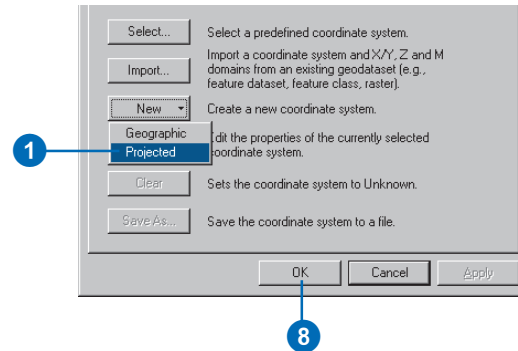 Select...
Select a predefined coordinate system.
Import...
Import a coordinate system and X/Y, Z and M
domains from an existing geodataset (e.g.,
feature dataset, feature class, raster).
New
Create a new coordinate system.
Geographic
Projected
dit the properties of the currently selected
oordinate system.
1
Clear
Sets the coordinate system to Unknown.
Save As...
Save the coordinate system to a file.
OK
Cancel
Apply
8